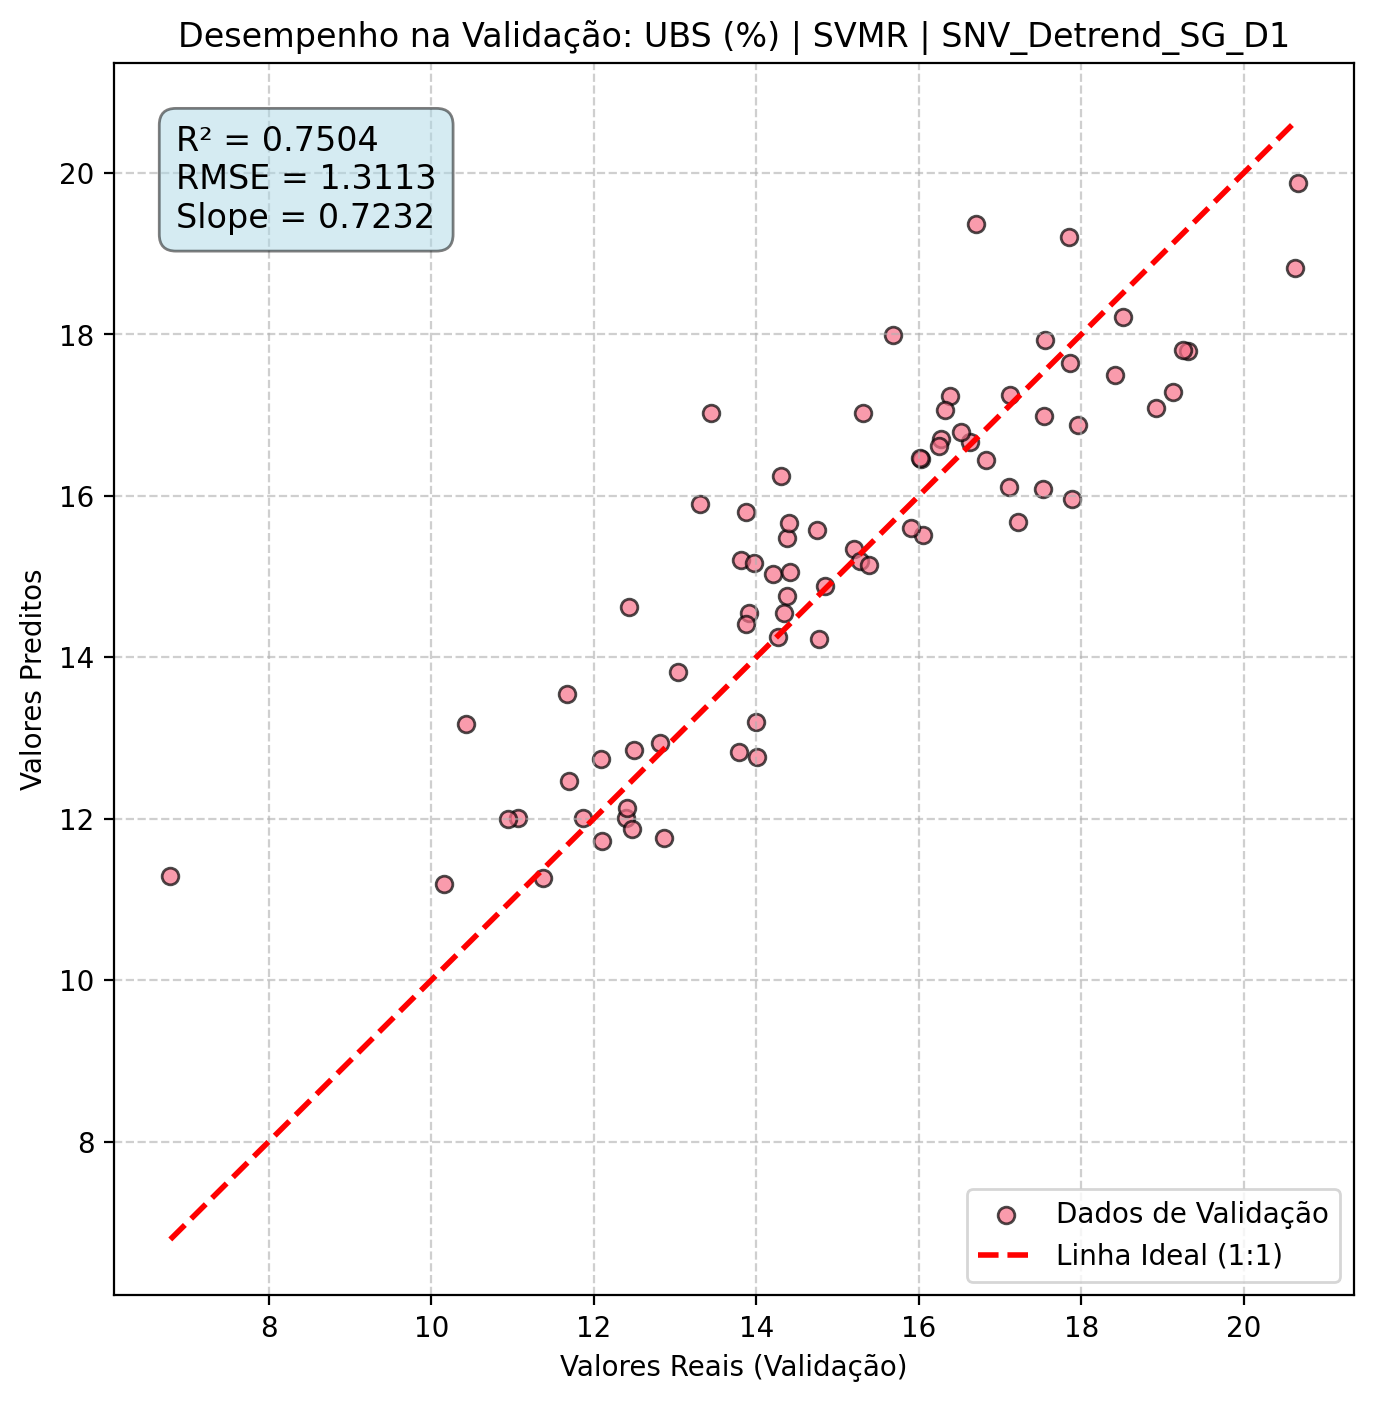 Desempenho na Validação: UBS (%) | SVMR | SNV_Detrend_SG_D1
R² = 0.7504
RMSE = 1.3113
Slope = 0.7232
20
18
16
14
12
10
8
Valores Preditos
Dados de Validação
Linha Ideal (1:1)
8 10 12 14 16 18 20
Valores Reais (Validação)